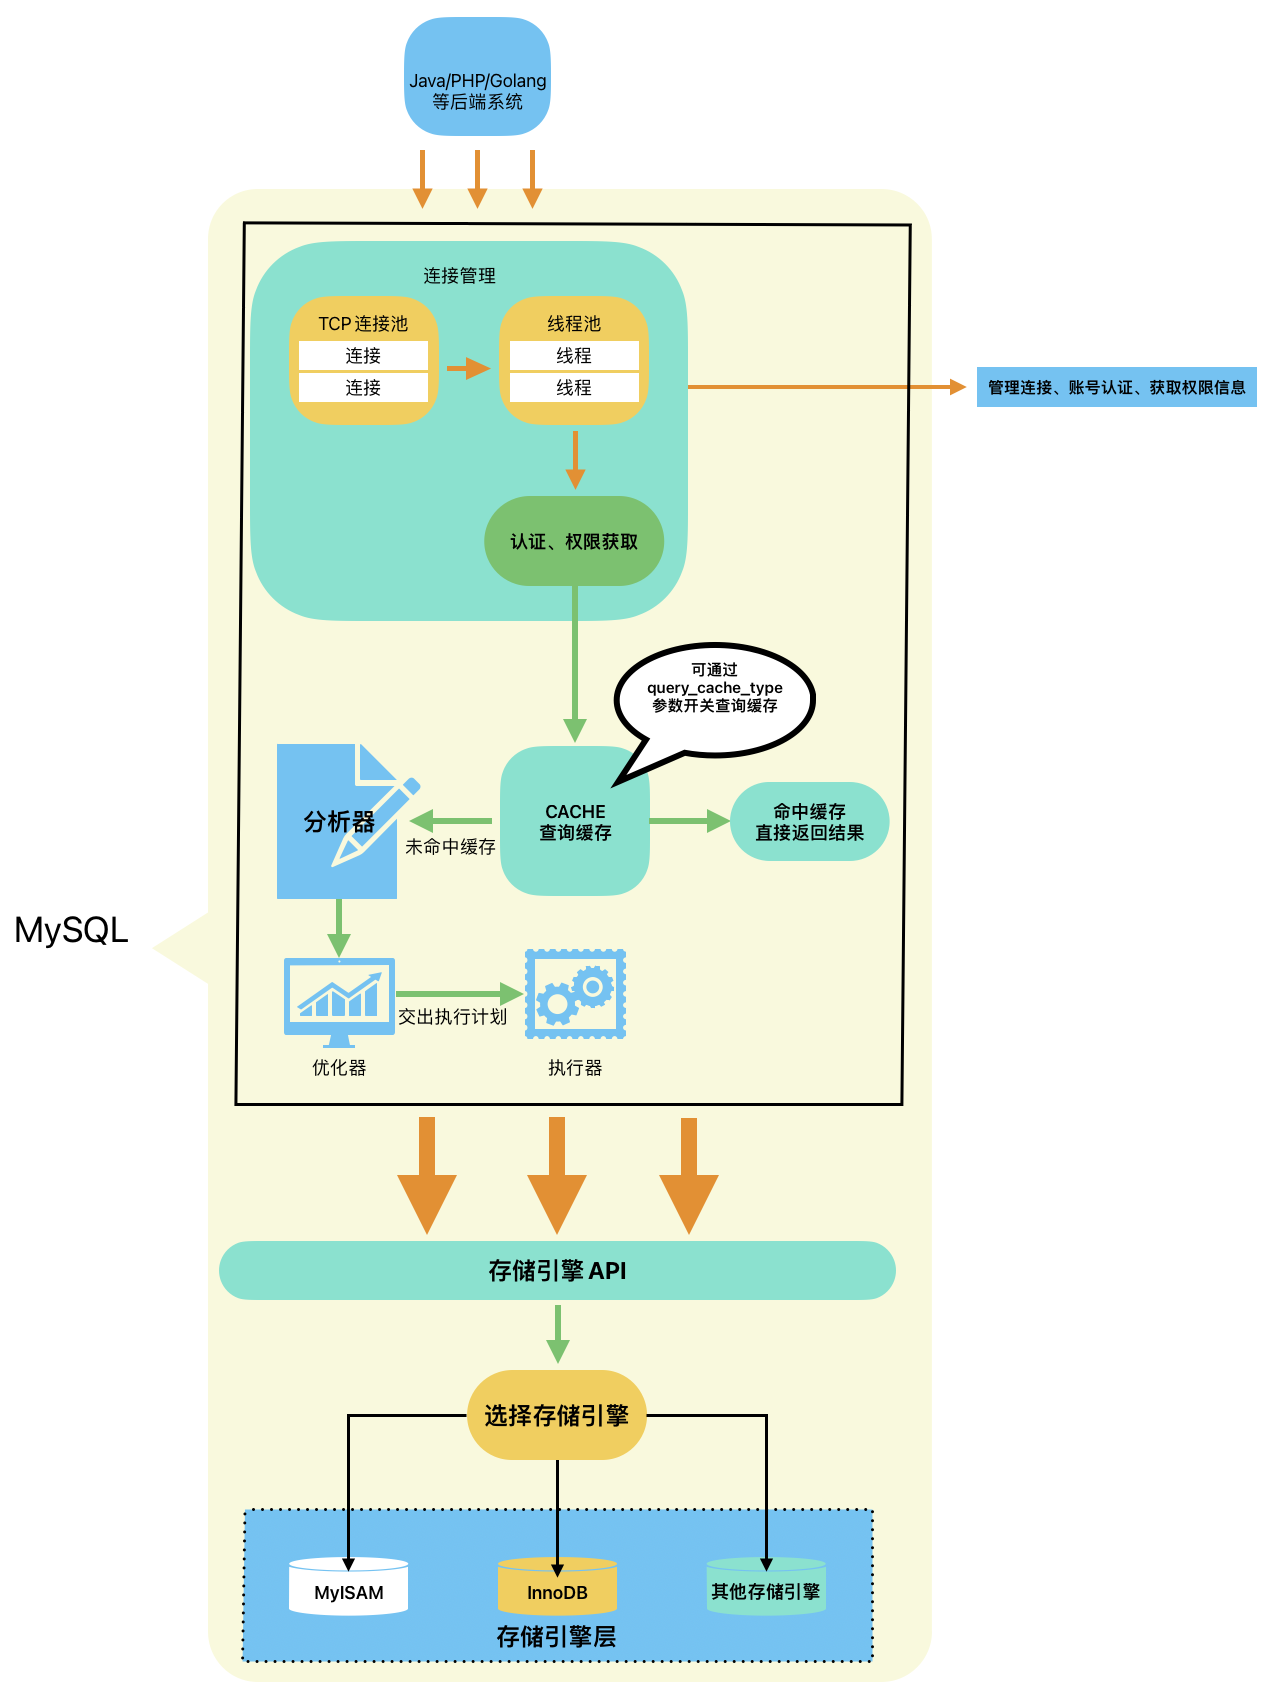 Java/PHP/Golang
等后端系统
连接管理
TCP 连接池
连接
连接
线程池
线程
线程
管理连接、账号认证、获取权限信息
认证、权限获取
可通过
query_cache_type
参数开关查询缓存
分析器
未命中缓存
CACHE
查询缓存
命中缓存
直接返回结果
MySQL
交出执行计划
优化器
执行器
存储引擎 API
选择存储引擎
MyISAM
InnoDB
其他存储引擎
存储引擎层